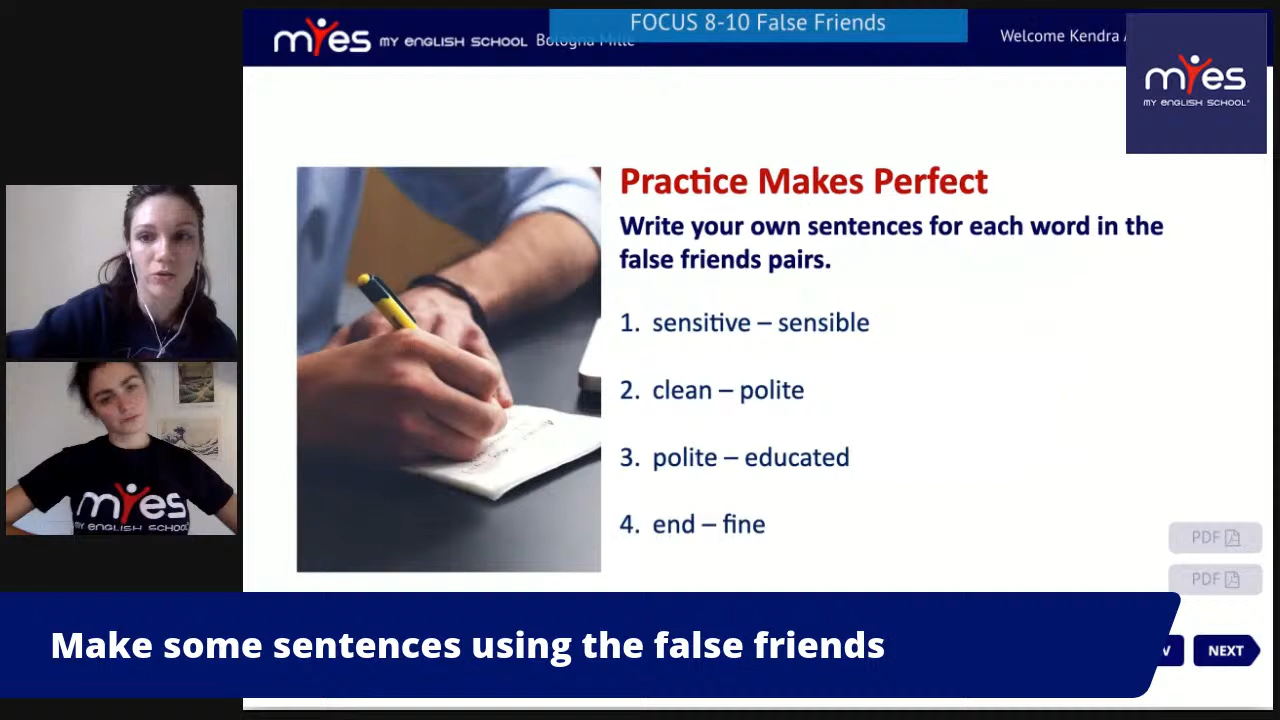 FOCUS 8-10 False Friends
myes MY ENGLISH SCHOOL Bologna Mille
Welcome Kendra
myes
MY ENGLISH SCHOOL
Practice Makes Perfect
Write your own sentences for each word in the
false friends pairs.
1. sensitive – sensible
2. clean – polite
3. polite – educated
4. end – fine
myes
MY ENGLISH SCHOOL
PDF
PDF
Make some sentences using the false friends
NEXT